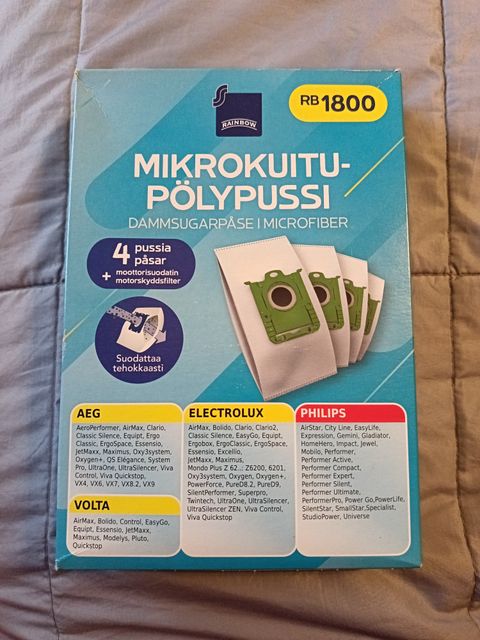 RAINBOW
RB 1800
MIKROKUITU-
PÖLYPUSSI
DAMMSUGARPÅSE I MICROFIBER
4 pussia
påsar
+ moottorisuodatin
motorskyddsfilter
Suodattaa
tehokkaasti
AEG
AeroPerformer, AirMax, Clario,
Classic Silence, Equipt, Ergo
Classic, ErgoSpace, Essensio,
JetMaxx, Maximus, Oxy3system,
Oxygen+, QS Elégance, System
Pro, UltraOne, UltraSilencer, Viva
Control, Viva Quickstop,
VX4, VX6, VX7, VX8.2, VX9
VOLTA
AirMax, Bolido, Control, EasyGo,
Equipt, Essensio, JetMaxx,
Maximus, Modelys, Pluto,
Quickstop
ELECTROLUX
AirMax, Bolido, Clario, Clario2,
Classic Silence, EasyGo, Equipt,
Ergobox, ErgoClassic, ErgoSpace,
Essensio, Excellio,
JetMaxx, Maximus,
Mondo Plus Z 62..: Z6200, 6201,
Oxy3system, Oxygen, Oxygen+,
PowerForce, PureD8.2, PureD9,
SilentPerformer, Superpro,
Twintech, UltraOne, UltraSilencer,
UltraSilencer ZEN, Viva Control,
Viva Quickstop
PHILIPS
AirStar, City Line, EasyLife,
Expression, Gemini, Gladiator,
HomeHero, Impact, Jewel,
Mobilo, Performer,
Performer Active,
Performer Compact,
Performer Expert,
Performer Silent,
Performer Ultimate,
PerformerPro, Power Go,PowerLife,
SilentStar, SmallStar,Specialist,
StudioPower, Universe